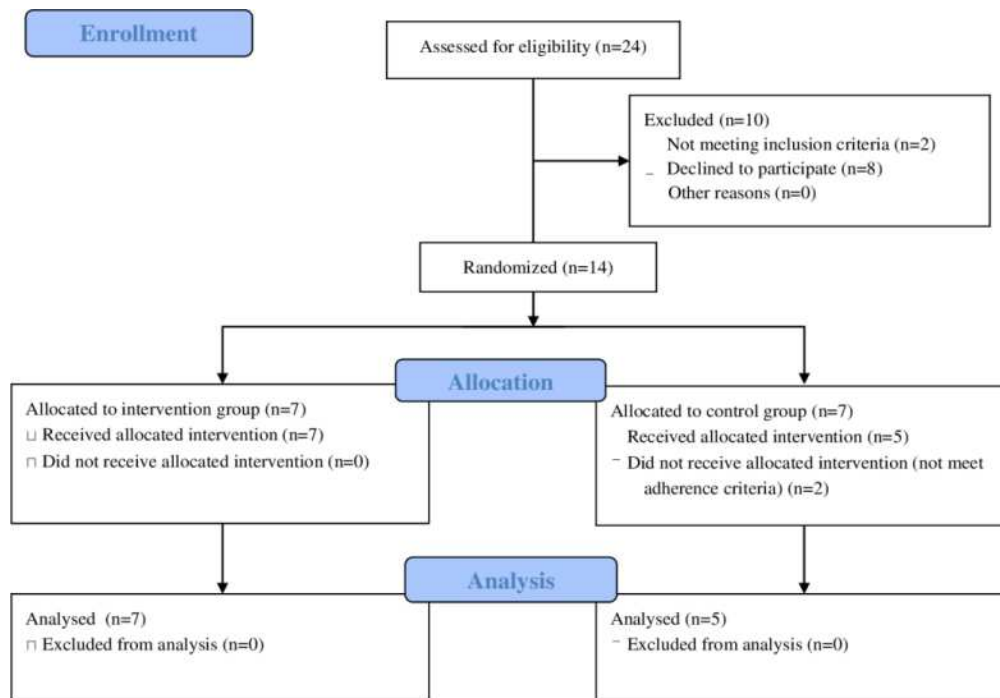 Enrollment
Assessed for eligibility (n=24)
Excluded (n=10)
Not meeting inclusion criteria (n=2)
Declined to participate (n=8)
Other reasons (n=0)
Randomized (n=14)
Allocation
Allocated to intervention group (n=7)
Received allocated intervention (n=7)
Did not receive allocated intervention (n=0)
Allocated to control group (n=7)
Received allocated intervention (n=5)
Did not receive allocated intervention (not meet
adherence criteria) (n=2)
Analysis
Analysed (n=7)
Excluded from analysis (n=0)
Analysed (n=5)
Excluded from analysis (n=0)